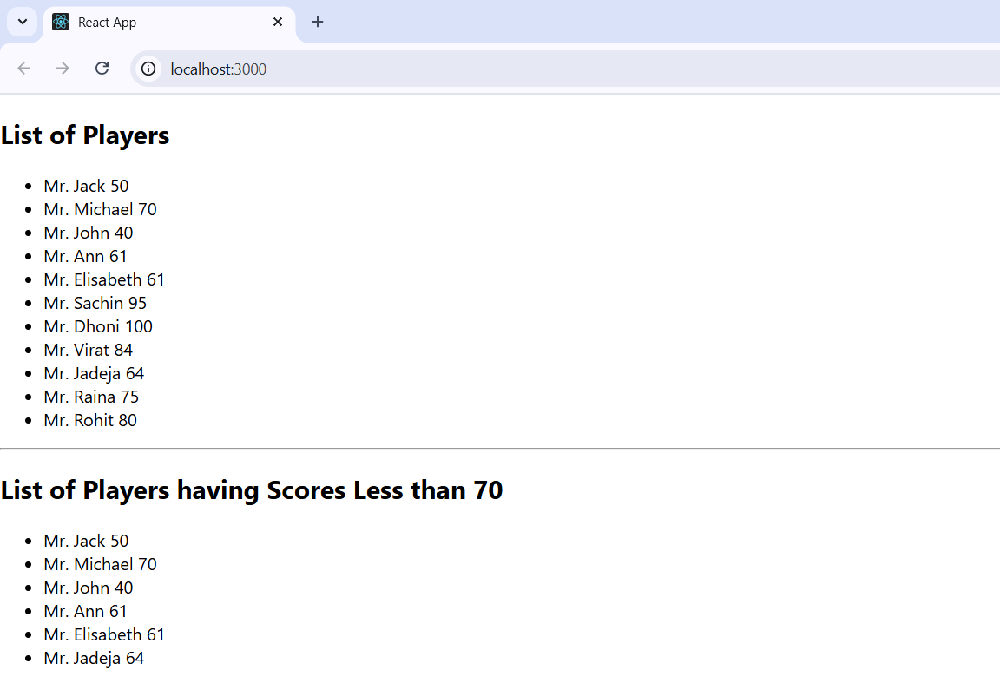 React App
localhost:3000
List of Players
Mr. Jack 50
Mr. Michael 70
Mr. John 40
Mr. Ann 61
Mr. Elisabeth 61
Mr. Sachin 95
Mr. Dhoni 100
Mr. Virat 84
Mr. Jadeja 64
Mr. Raina 75
Mr. Rohit 80
List of Players having Scores Less than 70
Mr. Jack 50
Mr. Michael 70
Mr. John 40
Mr. Ann 61
Mr. Elisabeth 61
Mr. Jadeja 64